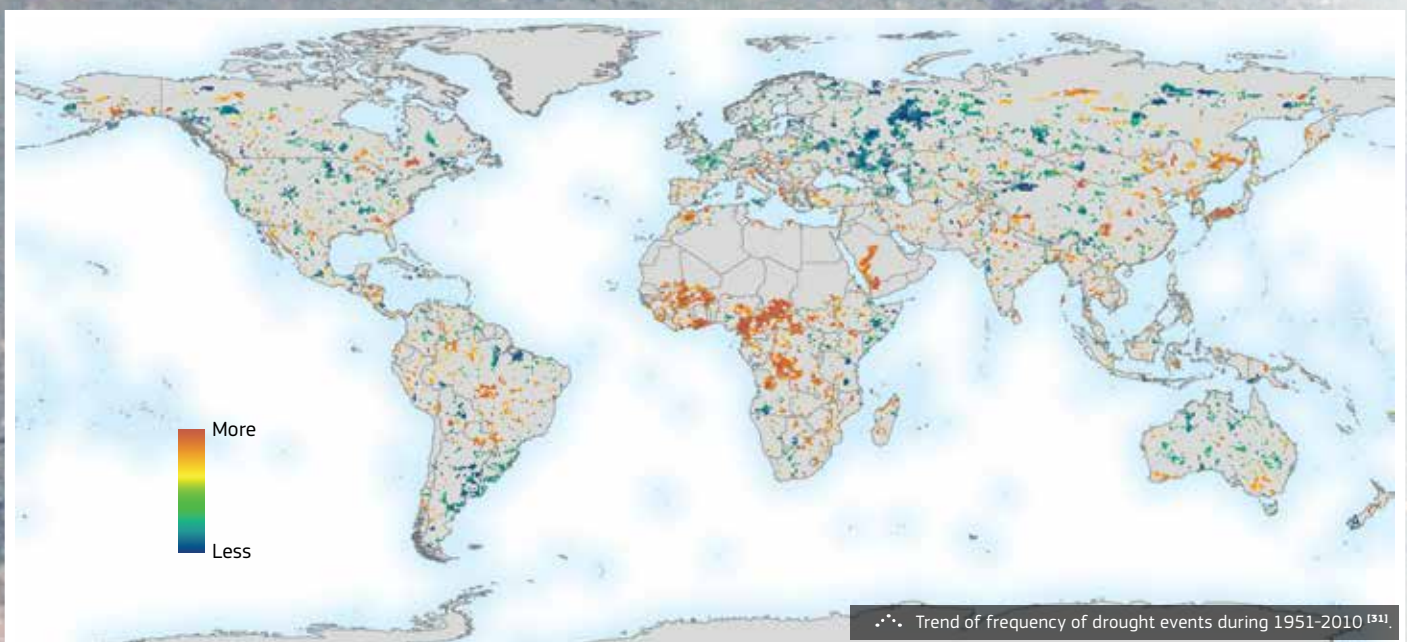 More
Less
Trend of frequency of drought events during 1951-2010 [31].